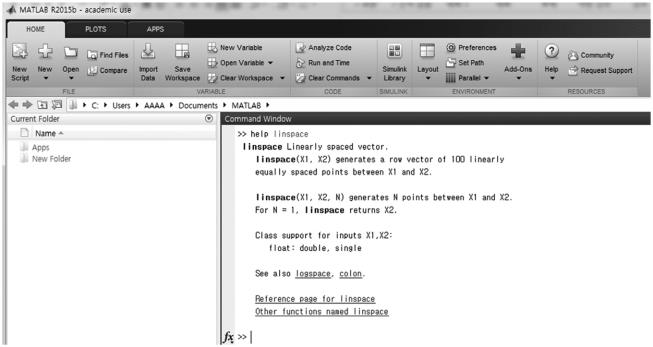 MATLAB R2015b - academic use
HOME PLOTS APPS
New Script
New
Open
Find Files
Compare
Import Data
Save Workspace
New Variable
Open Variable
Clear Workspace
Analyze Code
Run and Time
Clear Commands
Simulink Library
Layout
Preferences
Set Path
Parallel
Add-Ons
Help
Community
Request Support
FILE VARIABLE CODE SIMULINK ENVIRONMENT RESOURCES
C: Users AAAA Documents MATLAB
Current Folder
Name
Apps
New Folder
Command Window
>> help linspace
linspace Linearly spaced vector.
linspace(X1, X2) generates a row vector of 100 linearly
equally spaced points between X1 and X2.
linspace(X1, X2, N) generates N points between X1 and X2.
For N = 1, linspace returns X2.
Class support for inputs X1,X2:
float: double, single
See also logspace, colon.
Reference page for linspace
Other functions named linspace
fx >>